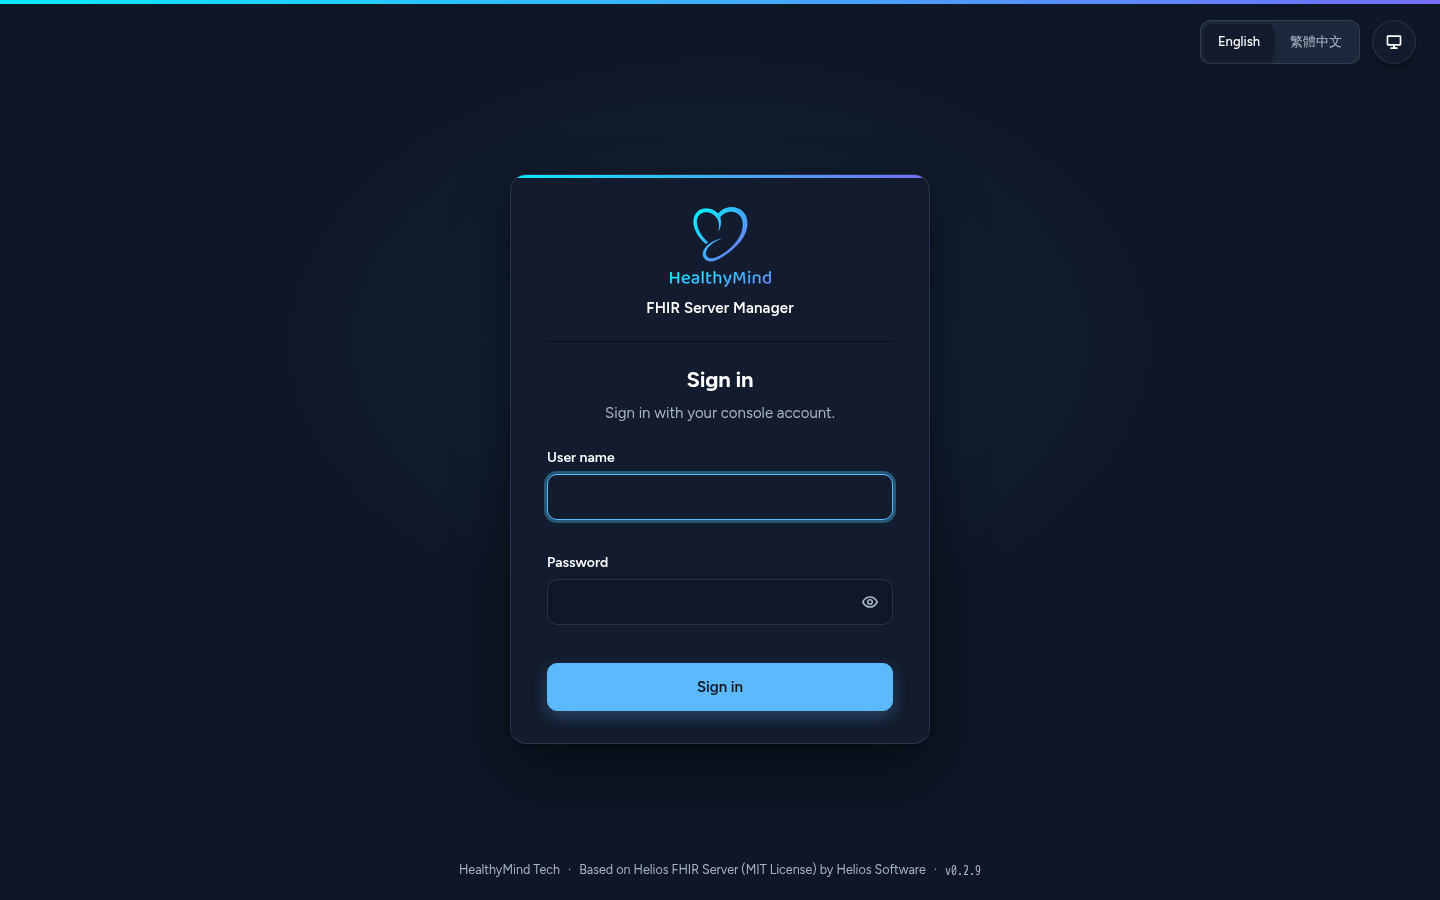 English 繁體中文
HealthyMind
FHIR Server Manager
Sign in
Sign in with your console account.
User name
Password
Sign in
HealthyMind Tech · Based on Helios FHIR Server (MIT License) by Helios Software · v0.2.9